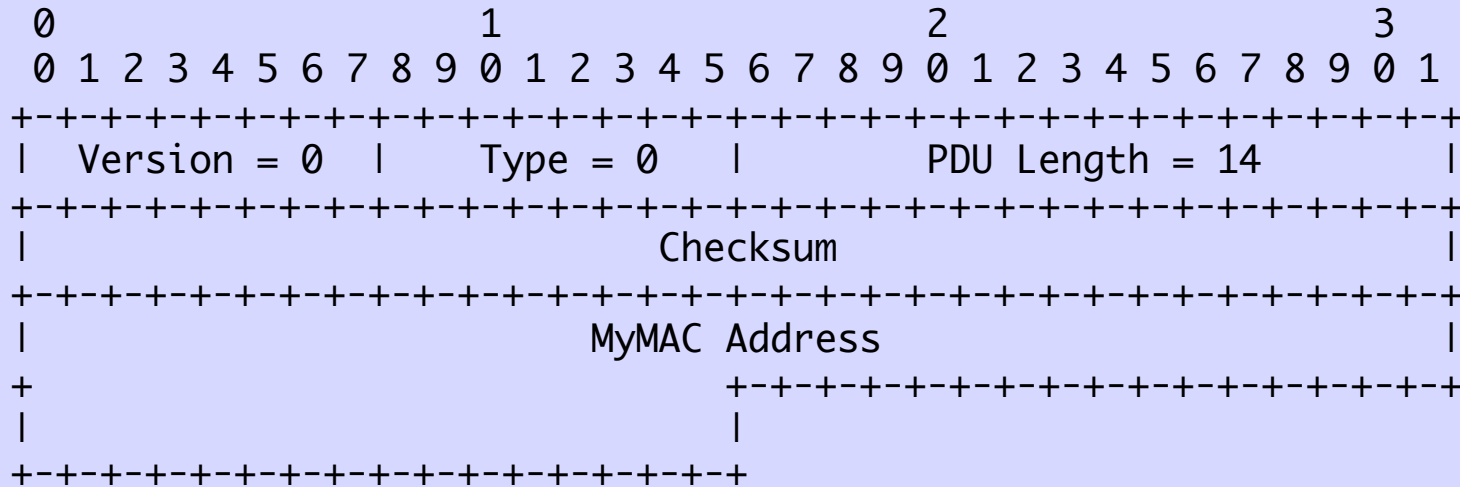 0                   1                   2                   3
0 1 2 3 4 5 6 7 8 9 0 1 2 3 4 5 6 7 8 9 0 1 2 3 4 5 6 7 8 9 0 1
+-+-+-+-+-+-+-+-+-+-+-+-+-+-+-+-+-+-+-+-+-+-+-+-+-+-+-+-+-+-+-+-+
|  Version = 0  |    Type = 0   |        PDU Length = 14        |
+-+-+-+-+-+-+-+-+-+-+-+-+-+-+-+-+-+-+-+-+-+-+-+-+-+-+-+-+-+-+-+-+
|                            Checksum                           |
+-+-+-+-+-+-+-+-+-+-+-+-+-+-+-+-+-+-+-+-+-+-+-+-+-+-+-+-+-+-+-+-+
|                         MyMAC Address                         |
+                               +-+-+-+-+-+-+-+-+-+-+-+-+-+-+-+-+
|                               |
+-+-+-+-+-+-+-+-+-+-+-+-+-+-+-+-+